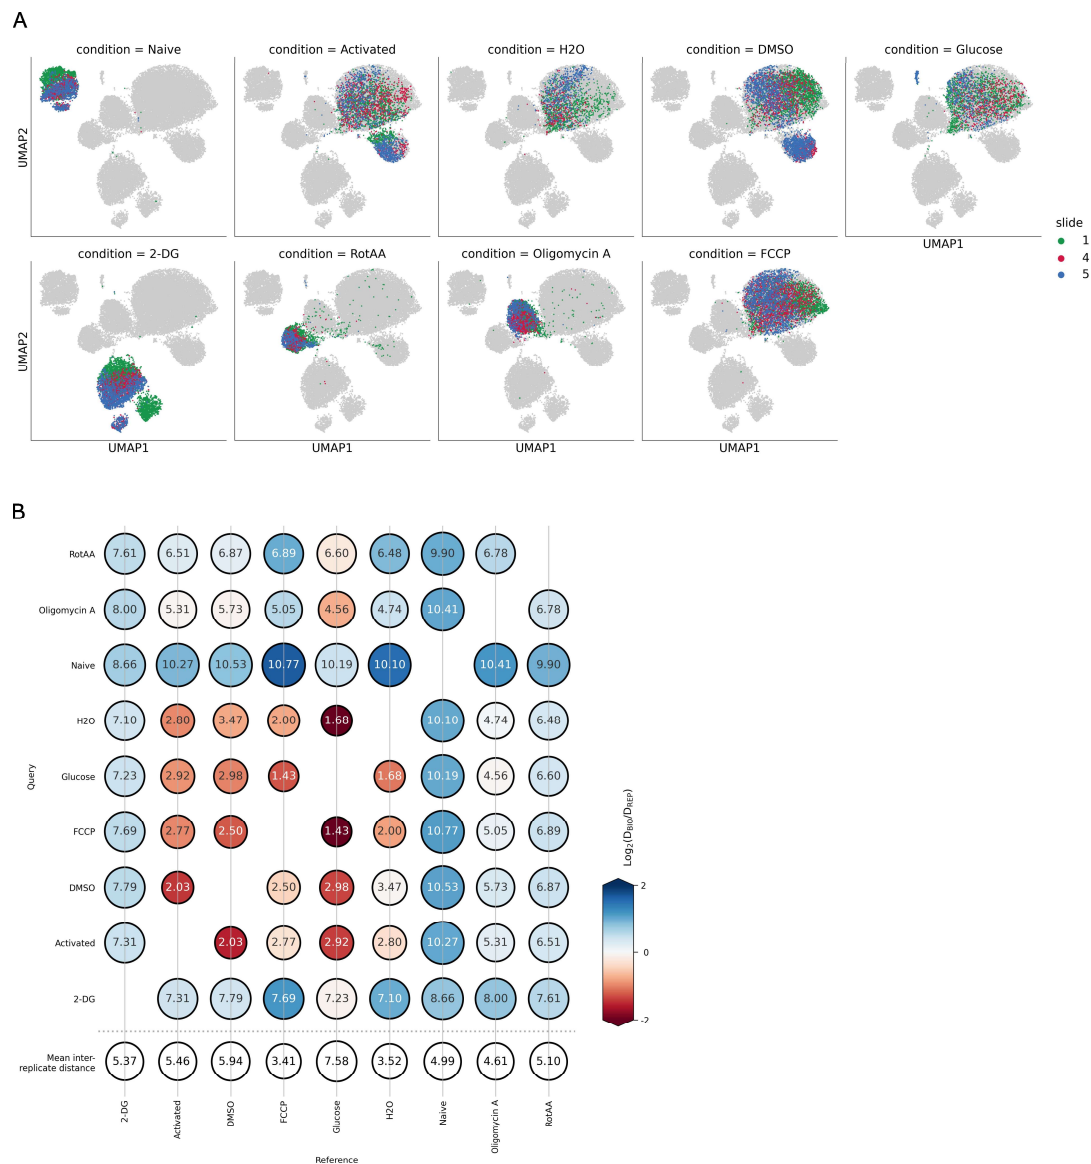 A
condition = Naive
condition = Activated
condition = H2O
condition = DMSO
condition = Glucose
UMAP2
UMAP1
slide
1
4
5
condition = 2-DG
condition = RotAA
condition = Oligomycin A
condition = FCCP
UMAP2
UMAP1
UMAP1
UMAP1
UMAP1
B
Query
RotAA 7.61 6.51 6.87 6.89 6.60 6.48 9.90 6.78
Oligomycin A 8.00 5.31 5.73 5.05 4.56 4.74 10.41 6.78
Naive 8.66 10.27 10.53 10.77 10.19 10.10 10.41 9.90
H2O 7.10 2.80 3.47 2.00 1.68 10.10 4.74 6.48
Glucose 7.23 2.92 2.98 1.43 1.68 10.19 4.56 6.60
FCCP 7.69 2.77 2.50 1.43 2.00 10.77 5.05 6.89
DMSO 7.79 2.03 2.50 2.98 3.47 10.53 5.73 6.87
Activated 7.31 2.03 2.77 2.92 2.80 10.27 5.31 6.51
2-DG 7.31 7.79 7.69 7.23 7.10 8.66 8.00 7.61
Mean inter-
replicate distance 5.37 5.46 5.94 3.41 7.58 3.52 4.99 4.61 5.10
2-DG Activated DMSO FCCP Glucose H2O Naive Oligomycin A RotAA
Reference
Log2(DBIO/DREP)
2
0
-2